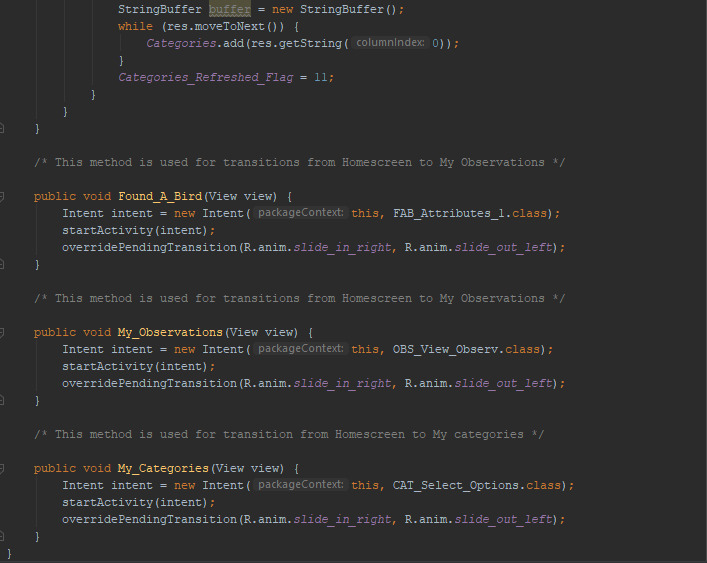 StringBuffer buffer = new StringBuffer();
while (res.moveToNext()) {
Categories.add(res.getString( columnIndex: 0));
}
Categories_Refreshed_Flag = 11;
}
}
}
/* This method is used for transitions from Homescreen to My Observations */
public void Found_A_Bird(View view) {
Intent intent = new Intent( packageContext: this, FAB_Attributes_1.class);
startActivity(intent);
overridePendingTransition(R.anim.slide_in_right, R.anim.slide_out_left);
}
/* This method is used for transitions from Homescreen to My Observations */
public void My_Observations(View view) {
Intent intent = new Intent( packageContext: this, OBS_View_Observ.class);
startActivity(intent);
overridePendingTransition(R.anim.slide_in_right, R.anim.slide_out_left);
}
/* This method is used for transition from Homescreen to My categories */
public void My_Categories(View view) {
Intent intent = new Intent( packageContext: this, CAT_Select_Options.class);
startActivity(intent);
overridePendingTransition(R.anim.slide_in_right, R.anim.slide_out_left);
}
}